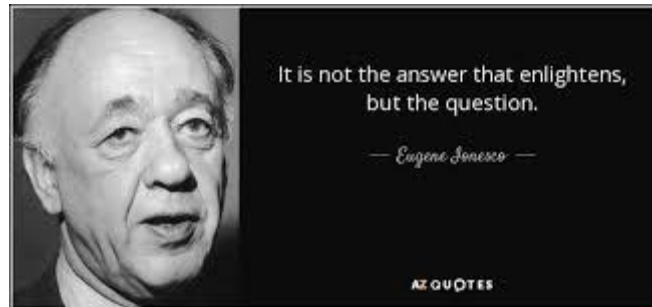 It is not the answer that enlightens,
but the question.
— Eugene Ionesco —
AZ QUOTES